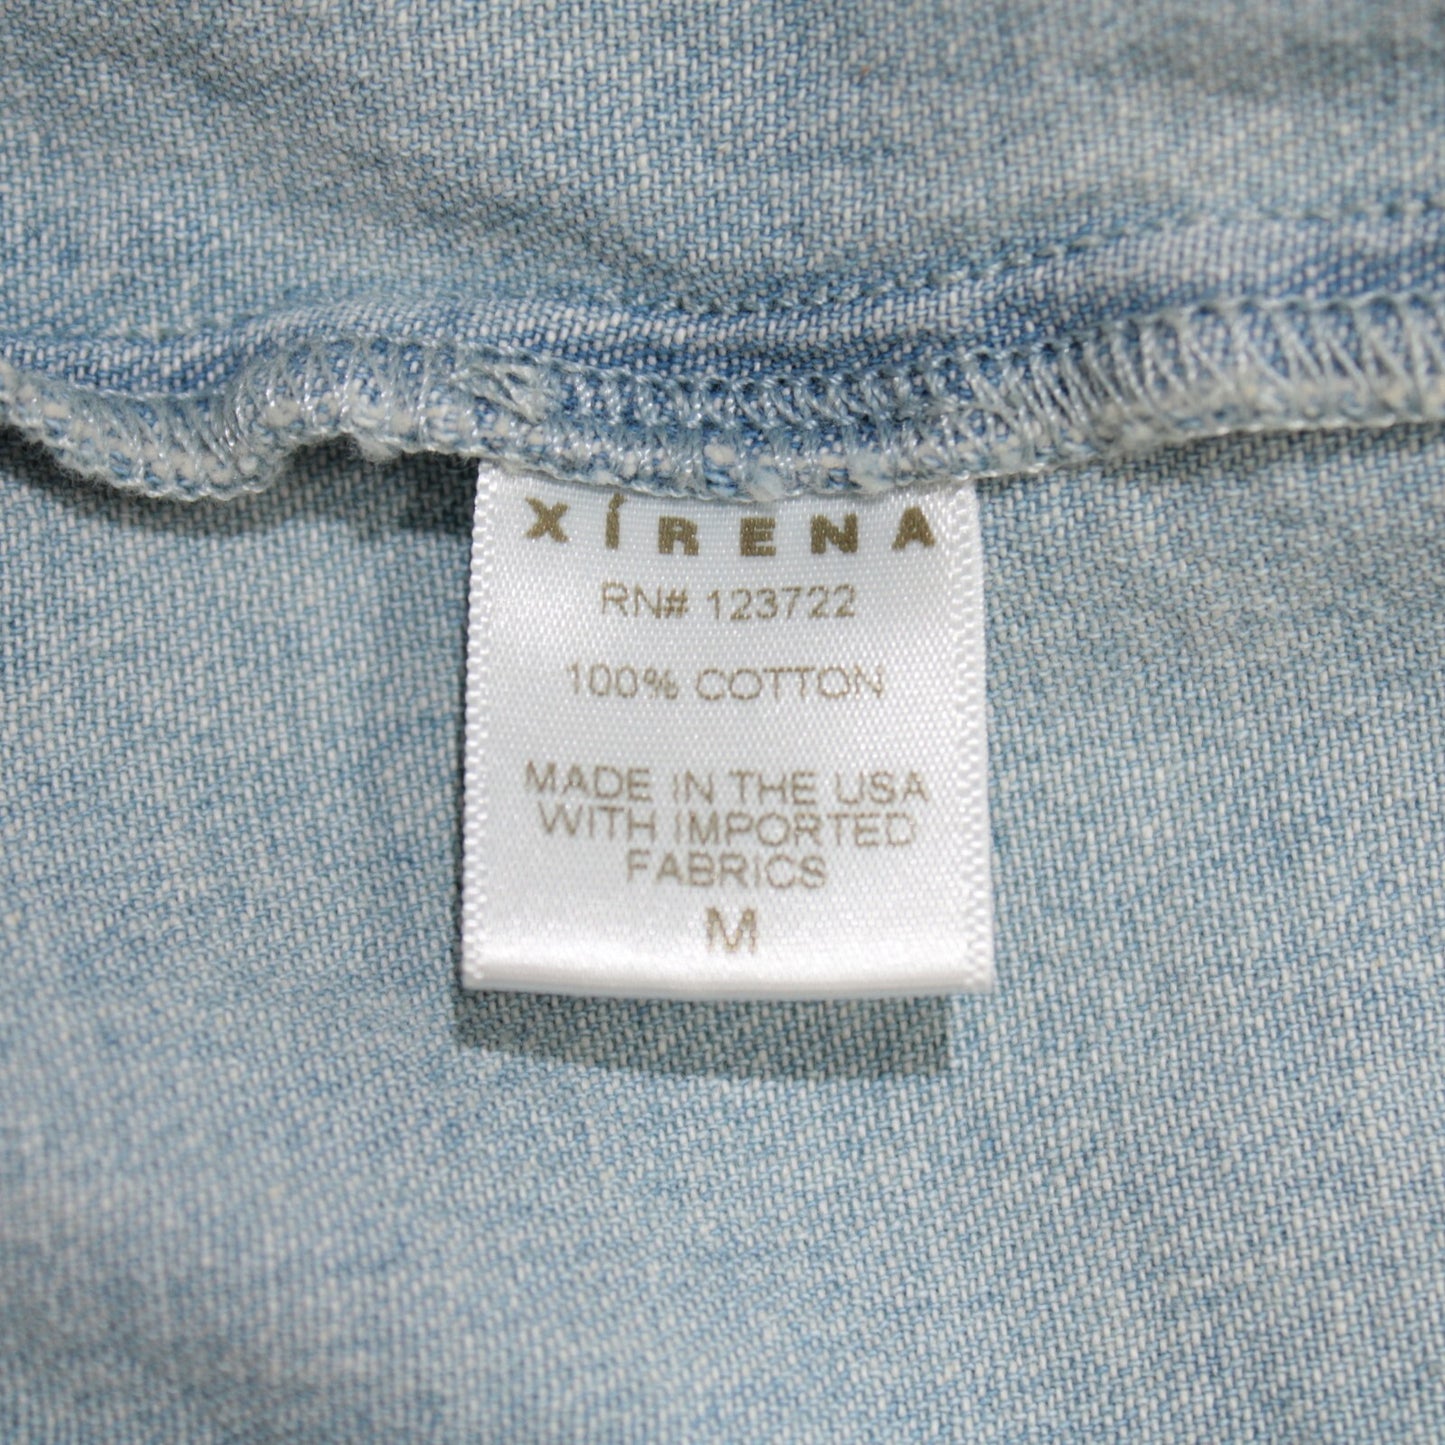 XÍRENA
RN# 123722
100% COTTON
MADE IN THE USA
WITH IMPORTED
FABRICS
M